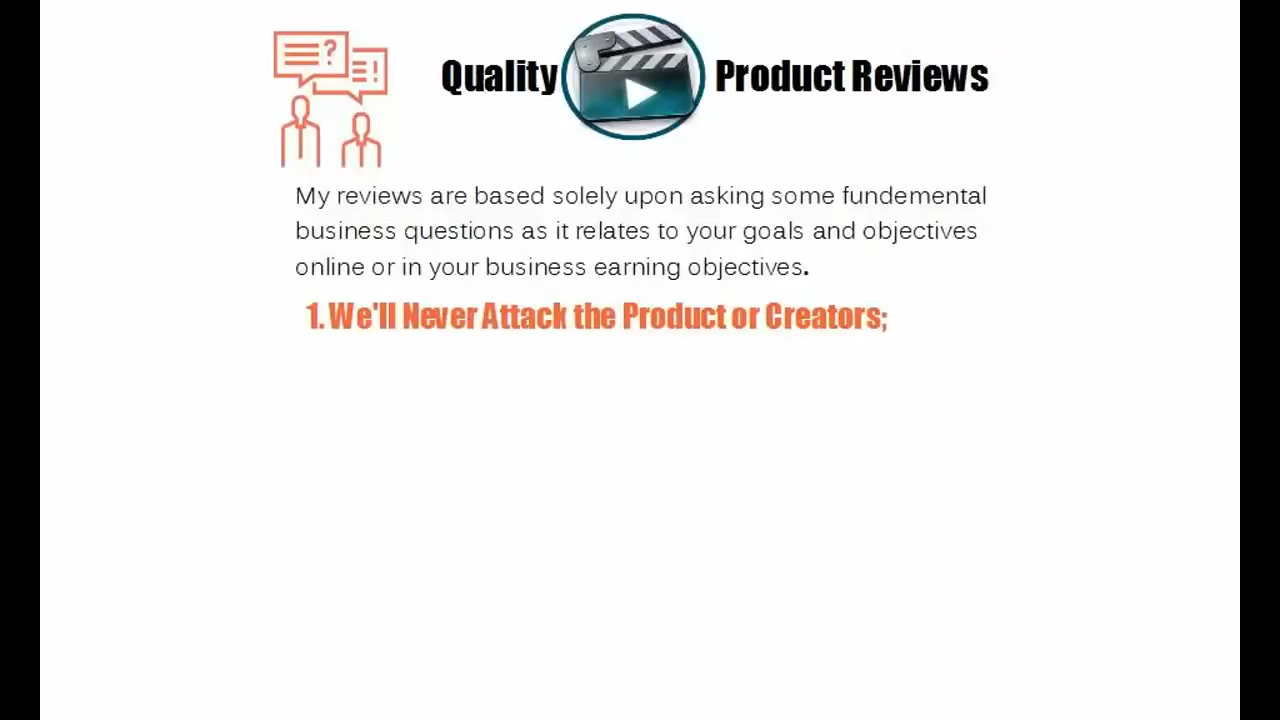 Quality Product Reviews
My reviews are based solely upon asking some fundemental
business questions as it relates to your goals and objectives
online or in your business earning objectives.
1. We'll Never Attack the Product or Creators;